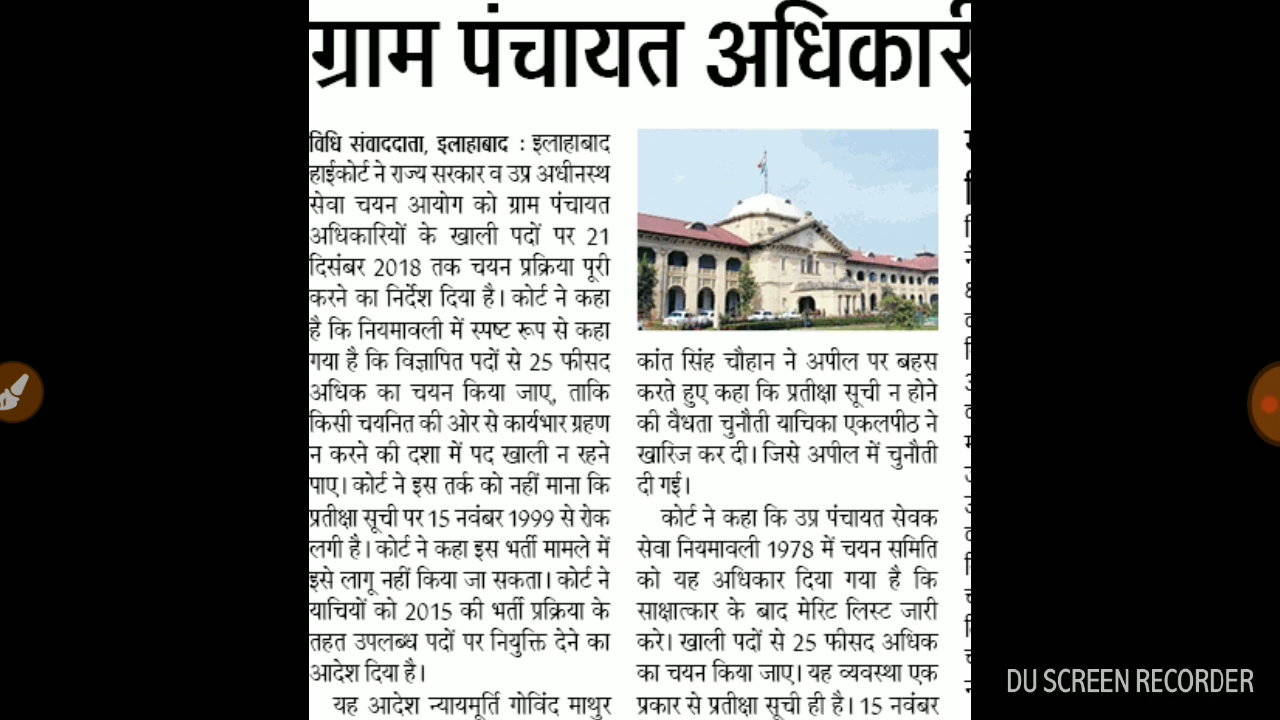 ग्राम पंचायत अधिकारी
विधि संवाददाता, इलाहाबाद : इलाहाबाद
हाईकोर्ट ने राज्य सरकार व उप्र अधीनस्थ
सेवा चयन आयोग को ग्राम पंचायत
अधिकारियों के खाली पदों पर 21
दिसंबर 2018 तक चयन प्रक्रिया पूरी
करने का निर्देश दिया है। कोर्ट ने कहा
है कि नियमावली में स्पष्ट रूप से कहा
गया है कि विज्ञापित पदों से 25 फीसद
अधिक का चयन किया जाए, ताकि
किसी चयनित की ओर से कार्यभार ग्रहण
न करने की दशा में पद खाली न रहने
पाए। कोर्ट ने इस तर्क को नहीं माना कि
प्रतीक्षा सूची पर 15 नवंबर 1999 से रोक
लगी है। कोर्ट ने कहा इस भर्ती मामले में
इसे लागू नहीं किया जा सकता। कोर्ट ने
याचियों को 2015 की भर्ती प्रक्रिया के
तहत उपलब्ध पदों पर नियुक्ति देने का
आदेश दिया है।
यह आदेश न्यायमूर्ति गोविंद माथुर
कांत सिंह चौहान ने अपील पर बहस
करते हुए कहा कि प्रतीक्षा सूची न होने
की वैधता चुनौती याचिका एकलपीठ ने
खारिज कर दी। जिसे अपील में चुनौती
दी गई।
कोर्ट ने कहा कि उप्र पंचायत सेवक
सेवा नियमावली 1978 में चयन समिति
को यह अधिकार दिया गया है कि
साक्षात्कार के बाद मेरिट लिस्ट जारी
करे। खाली पदों से 25 फीसद अधिक
का चयन किया जाए। यह व्यवस्था एक
प्रकार से प्रतीक्षा सूची ही है। 15 नवंबर
DU SCREEN RECORDER